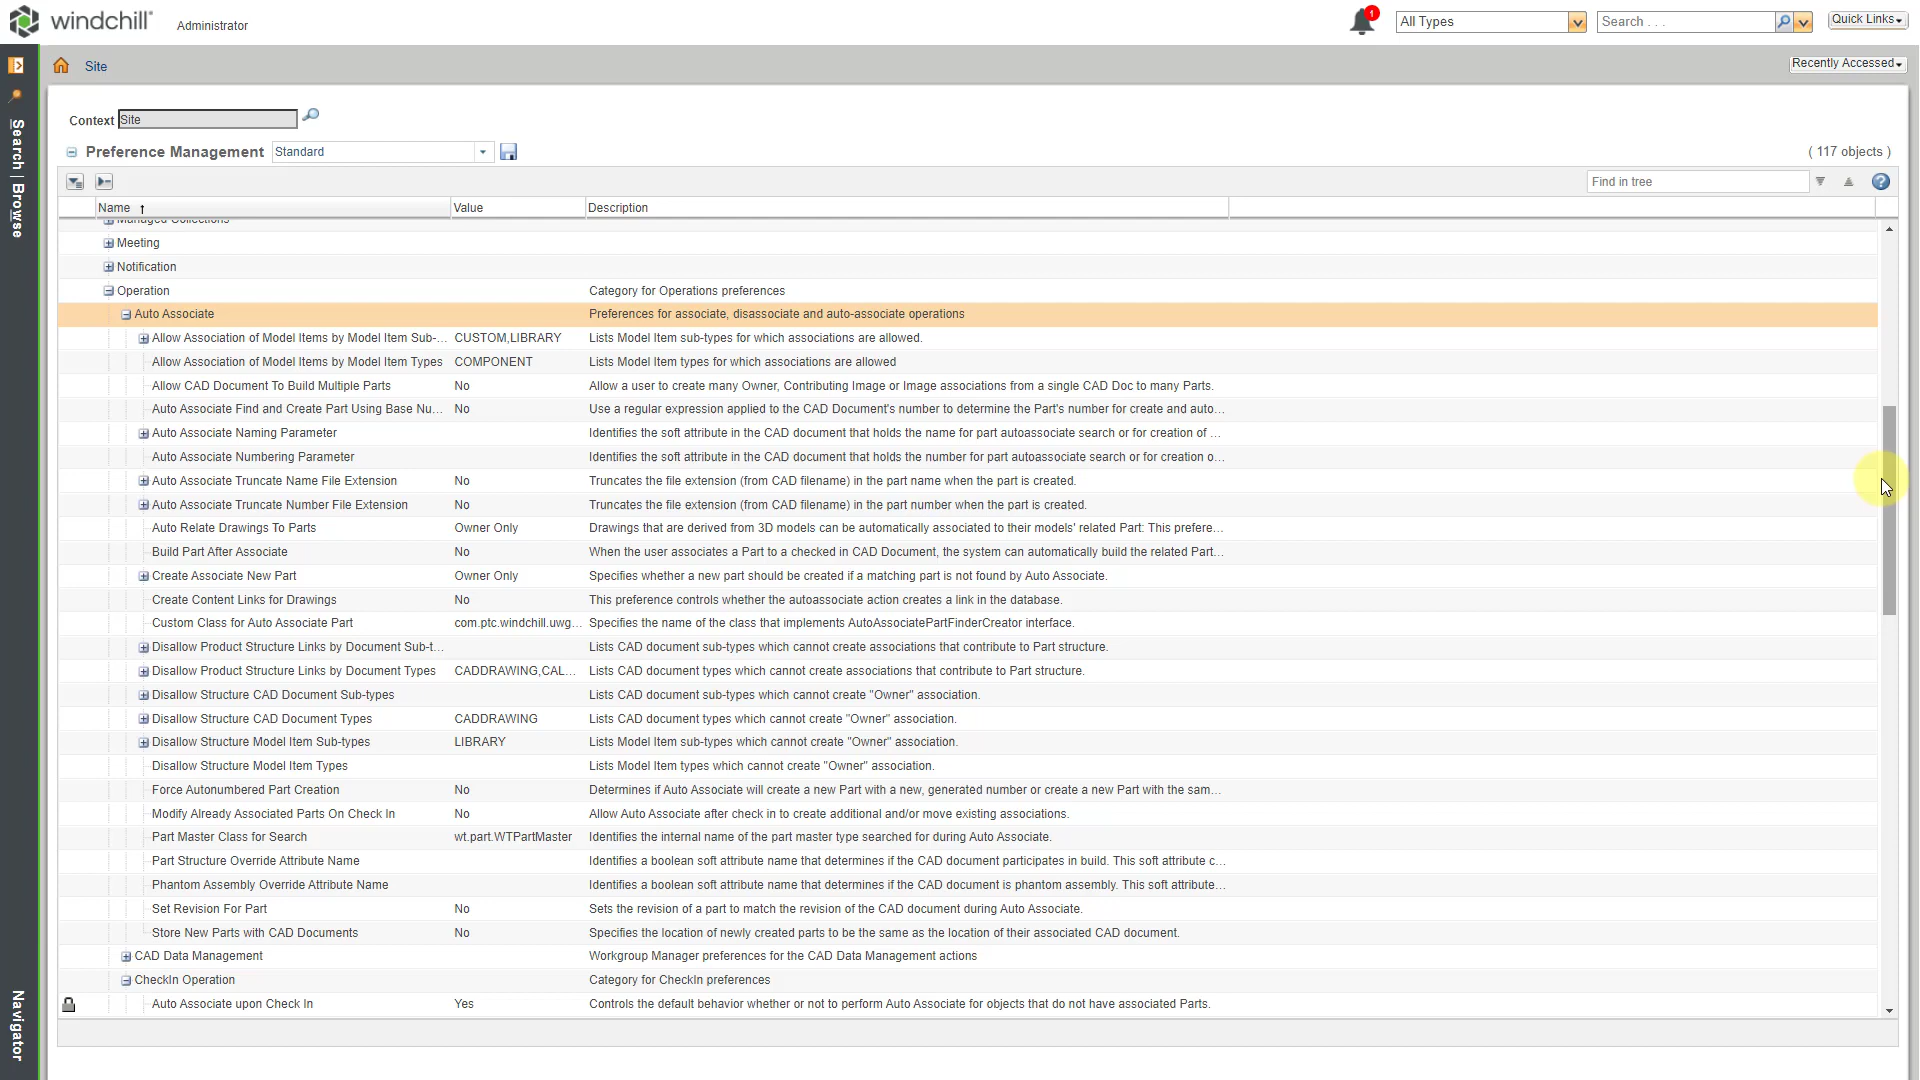 windchill Administrator 1 All Types Search . . . Quick Links
Site Recently Accessed
Context Site
Preference Management Standard ( 117 objects )
Find in tree
Name Value Description
Managed Collections
Meeting
Notification
Operation Category for Operations preferences
Auto Associate Preferences for associate, disassociate and auto-associate operations
Allow Association of Model Items by Model Item Sub-... CUSTOM,LIBRARY Lists Model Item sub-types for which associations are allowed.
Allow Association of Model Items by Model Item Types COMPONENT Lists Model Item types for which associations are allowed
Allow CAD Document To Build Multiple Parts No Allow a user to create many Owner, Contributing Image or Image associations from a single CAD Doc to many Parts.
Auto Associate Find and Create Part Using Base Nu... No Use a regular expression applied to the CAD Document's number to determine the Part's number for create and auto...
Auto Associate Naming Parameter Identifies the soft attribute in the CAD document that holds the name for part autoassociate search or for creation of ...
Auto Associate Numbering Parameter Identifies the soft attribute in the CAD document that holds the number for part autoassociate search or for creation o...
Auto Associate Truncate Name File Extension No Truncates the file extension (from CAD filename) in the part name when the part is created.
Auto Associate Truncate Number File Extension No Truncates the file extension (from CAD filename) in the part number when the part is created.
Auto Relate Drawings To Parts Owner Only Drawings that are derived from 3D models can be automatically associated to their models' related Part: This prefere...
Build Part After Associate No When the user associates a Part to a checked in CAD Document, the system can automatically build the related Part...
Create Associate New Part Owner Only Specifies whether a new part should be created if a matching part is not found by Auto Associate.
Create Content Links for Drawings No This preference controls whether the autoassociate action creates a link in the database.
Custom Class for Auto Associate Part com.ptc.windchill.uwg... Specifies the name of the class that implements AutoAssociatePartFinderCreator interface.
Disallow Product Structure Links by Document Sub-t... Lists CAD document sub-types which cannot create associations that contribute to Part structure.
Disallow Product Structure Links by Document Types CADDRAWING,CAL... Lists CAD document types which cannot create associations that contribute to Part structure.
Disallow Structure CAD Document Sub-types Lists CAD document sub-types which cannot create "Owner" association.
Disallow Structure CAD Document Types CADDRAWING Lists CAD document types which cannot create "Owner" association.
Disallow Structure Model Item Sub-types LIBRARY Lists Model Item sub-types which cannot create "Owner" association.
Disallow Structure Model Item Types Lists Model Item types which cannot create "Owner" association.
Force Autonumbered Part Creation No Determines if Auto Associate will create a new Part with a new, generated number or create a new Part with the sam...
Modify Already Associated Parts On Check In No Allow Auto Associate after check in to create additional and/or move existing associations.
Part Master Class for Search wt.part.WTPartMaster Identifies the internal name of the part master type searched for during Auto Associate.
Part Structure Override Attribute Name Identifies a boolean soft attribute name that determines if the CAD document participates in build. This soft attribute c...
Phantom Assembly Override Attribute Name Identifies a boolean soft attribute name that determines if the CAD document is phantom assembly. This soft attribute...
Set Revision For Part No Sets the revision of a part to match the revision of the CAD document during Auto Associate.
Store New Parts with CAD Documents No Specifies the location of newly created parts to be the same as the location of their associated CAD document.
CAD Data Management Workgroup Manager preferences for the CAD Data Management actions
CheckIn Operation Category for CheckIn preferences
Auto Associate upon Check In Yes Controls the default behavior whether or not to perform Auto Associate for objects that do not have associated Parts.
Search | Browse
Navigator